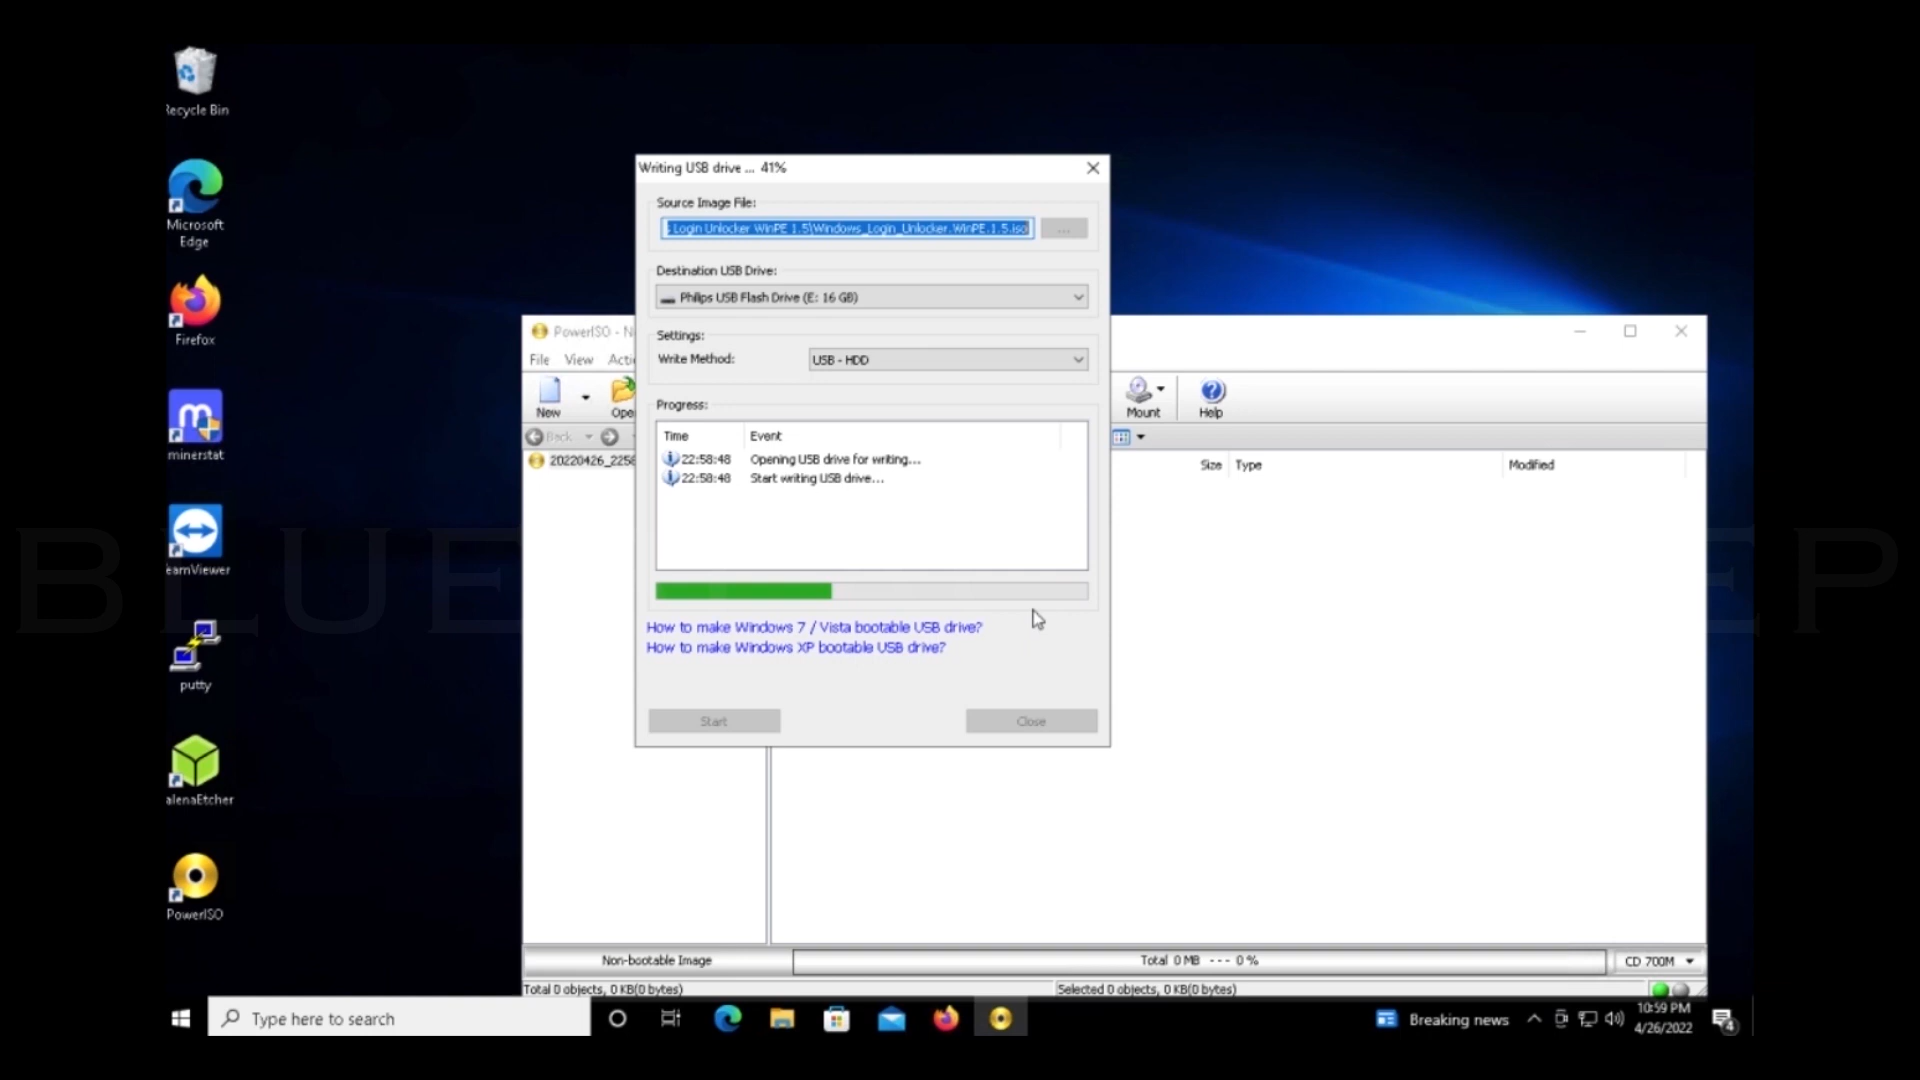 Recycle Bin
Microsoft
Edge
Firefox
minerstat
TeamViewer
putty
balenaEtcher
PowerISO
Writing USB drive ... 41%
Source Image File:
Login Unlocker WinPE 1.5\Windows_Login_Unlocker.WinPE.1.5.iso
...
Destination USB Drive:
Philips USB Flash Drive (E: 16 GB)
Settings:
Write Method:
USB - HDD
Progress:
Time Event
22:58:48 Opening USB drive for writing...
22:58:48 Start writing USB drive...
How to make Windows 7 / Vista bootable USB drive?
How to make Windows XP bootable USB drive?
Start Close
PowerISO - N
File View Acti
New Ope Mount Help
Back
20220426_2258
Size Type Modified
Non-bootable Image
Total 0 MB --- 0 %
CD 700M
Total 0 objects, 0 KB(0 bytes)
Selected 0 objects, 0 KB(0 bytes)
Type here to search
Breaking news
10:59 PM
4/26/2022
4